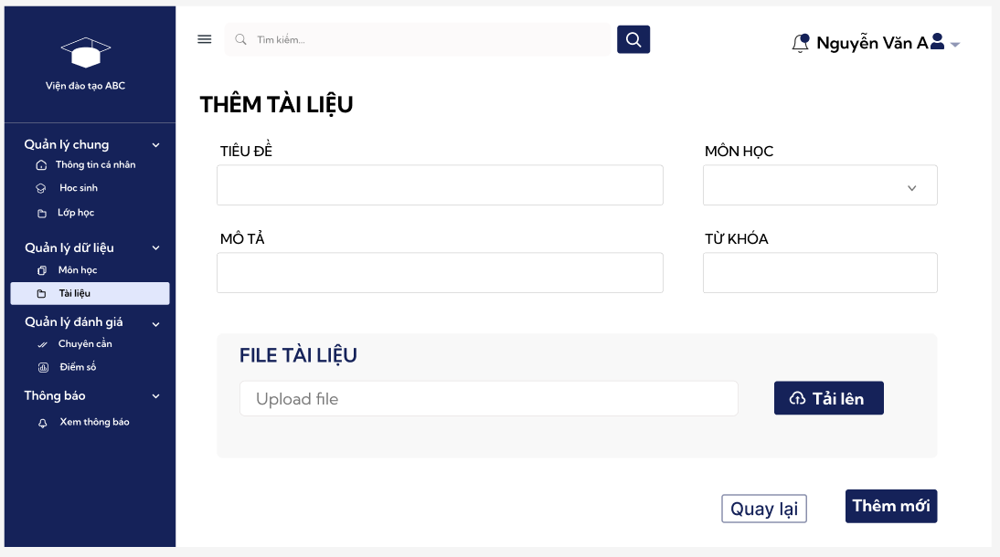 Viện đào tạo ABC
Quản lý chung
Thông tin cá nhân
Hoc sinh
Lớp học
Quản lý dữ liệu
Môn học
Tài liệu
Quản lý đánh giá
Chuyên cần
Điểm số
Thông báo
Xem thông báo
Tìm kiếm...
Nguyễn Văn A
THÊM TÀI LIỆU
TIÊU ĐỀ
MÔN HỌC
MÔ TẢ
TỪ KHÓA
FILE TÀI LIỆU
Upload file
Tải lên
Quay lại
Thêm mới